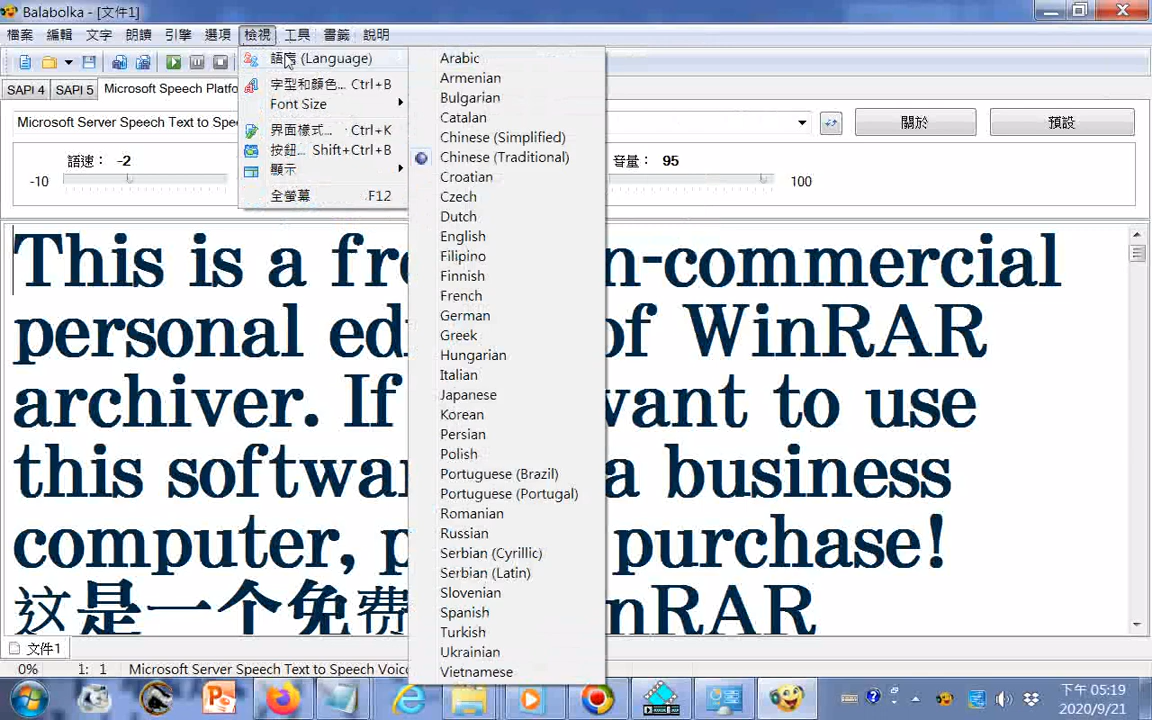 Balabolka - [文件1]
檔案 編輯 文字 朗讀 引擎 選項 檢視 工具 書籤 說明
SAPI 4 SAPI 5 Microsoft Speech Platfo
Microsoft Server Speech Text to Spe
關於 預設
語速： -2
-10
音量： 95
100
(Language)
字型和顏色... Ctrl+B
Font Size
界面樣式... Ctrl+K
按鈕... Shift+Ctrl+B
顯示
全螢幕 F12
Arabic
Armenian
Bulgarian
Catalan
Chinese (Simplified)
Chinese (Traditional)
Croatian
Czech
Dutch
English
Filipino
Finnish
French
German
Greek
Hungarian
Italian
Japanese
Korean
Persian
Polish
Portuguese (Brazil)
Portuguese (Portugal)
Romanian
Russian
Serbian (Cyrillic)
Serbian (Latin)
Slovenian
Spanish
Turkish
Ukrainian
Vietnamese
This is a fr n-commercial
personal ed of WinRAR
archiver. If want to use
this softwa a business
computer, p purchase!
这是一个免费 inRAR
文件1
0% 1: 1 Microsoft Server Speech Text to Speech Voic
下午 05:19
2020/9/21